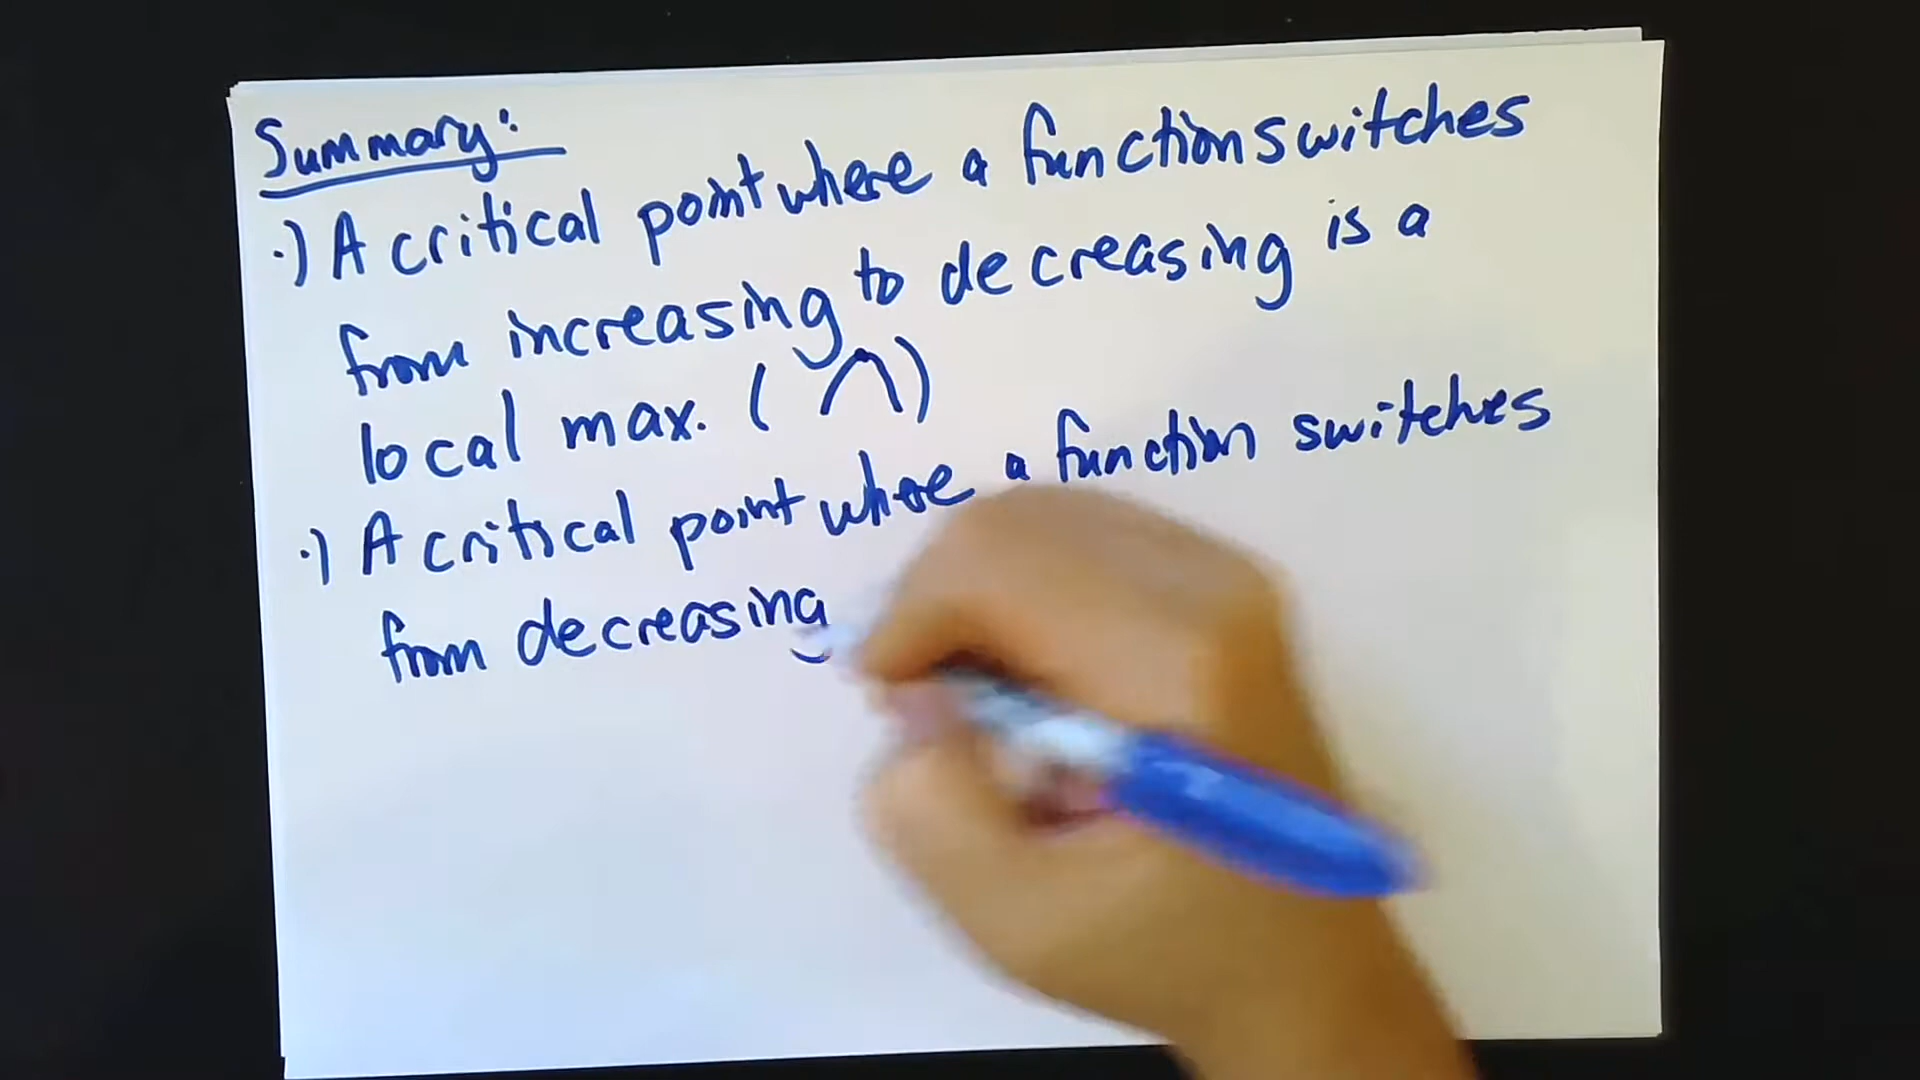 Summary:
·) A critical point where a function switches
from increasing to decreasing is a
local max. ( )
·) A critical point where a function switches
from decreasing